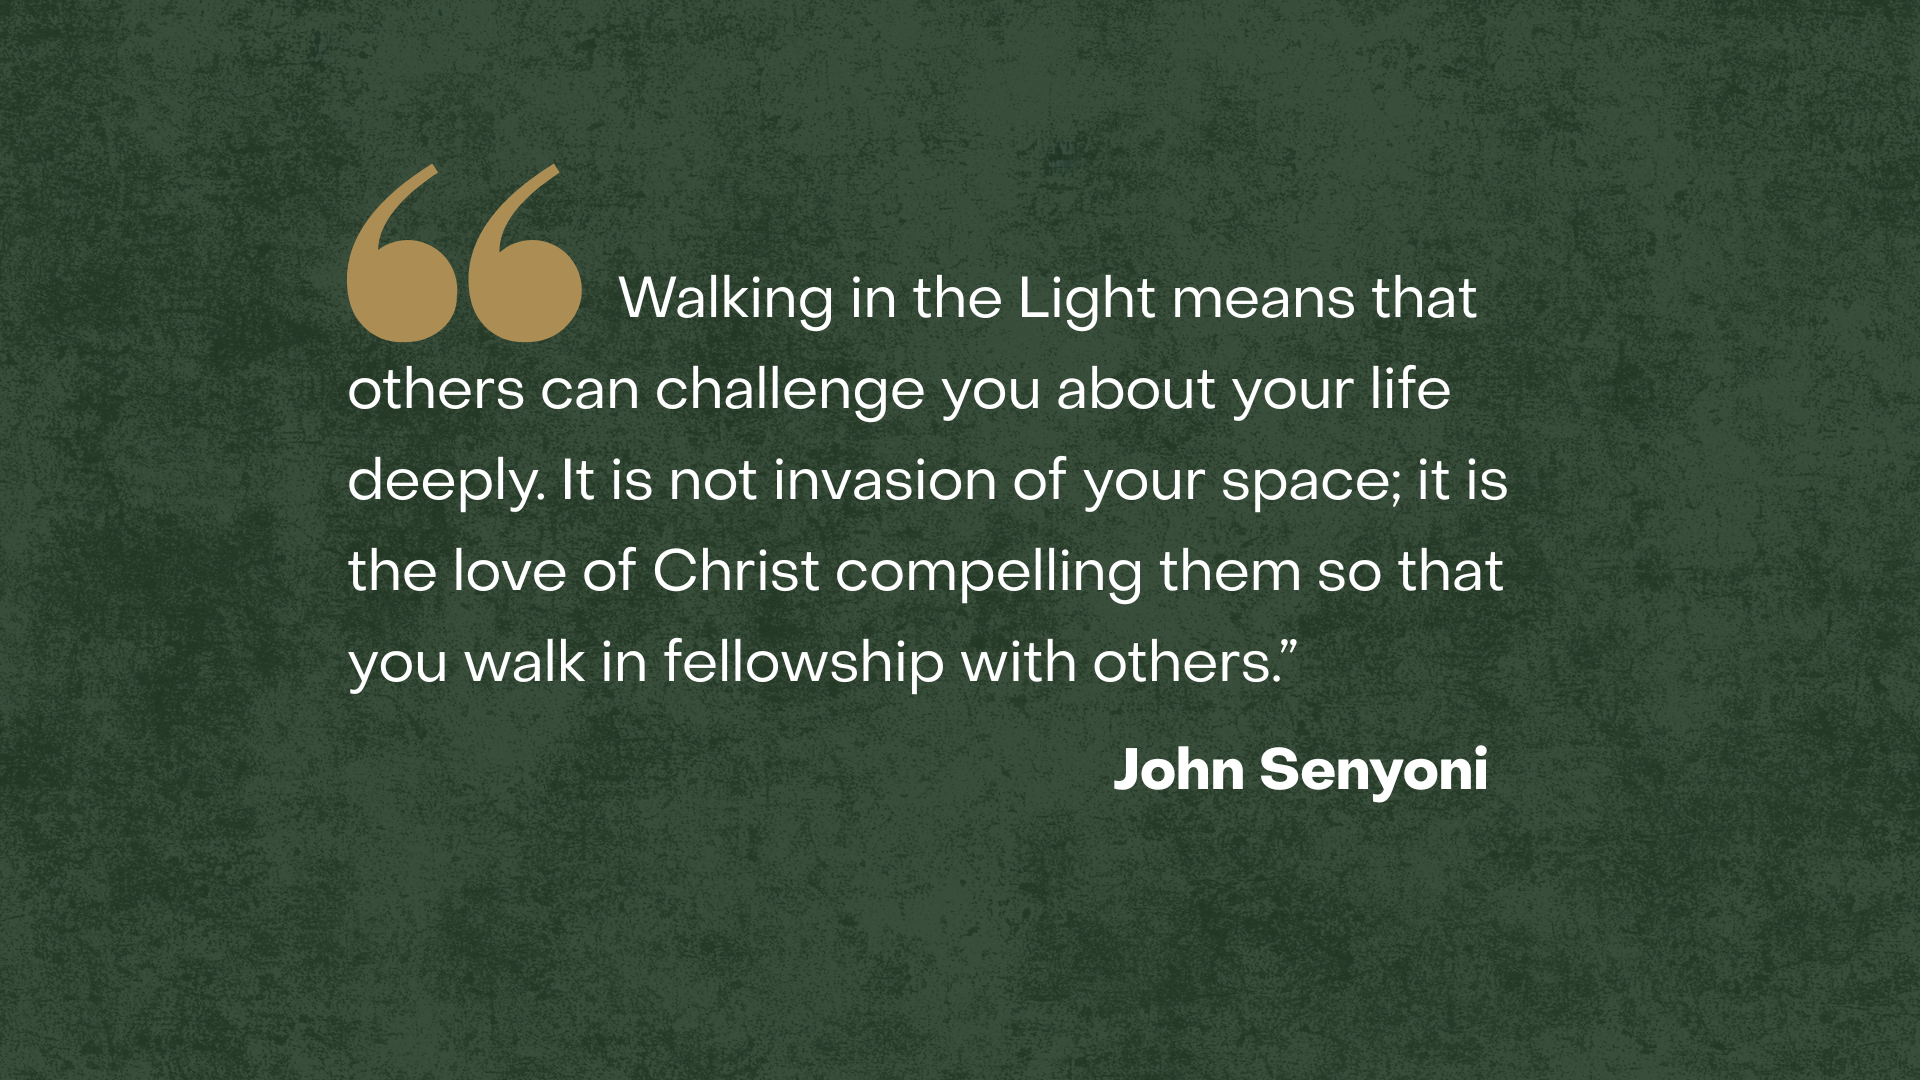 “Walking in the Light means that
others can challenge you about your life
deeply. It is not invasion of your space; it is
the love of Christ compelling them so that
you walk in fellowship with others.”
John Senyoni